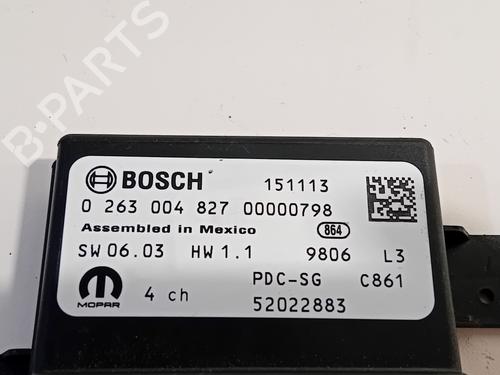 B-PARTS
BOSCH 151113
0 263 004 827 00000798
Assembled in Mexico 864
SW 06.03 HW 1.1 9806 L3
PDC-SG C861
MOPAR 4 ch 52022883